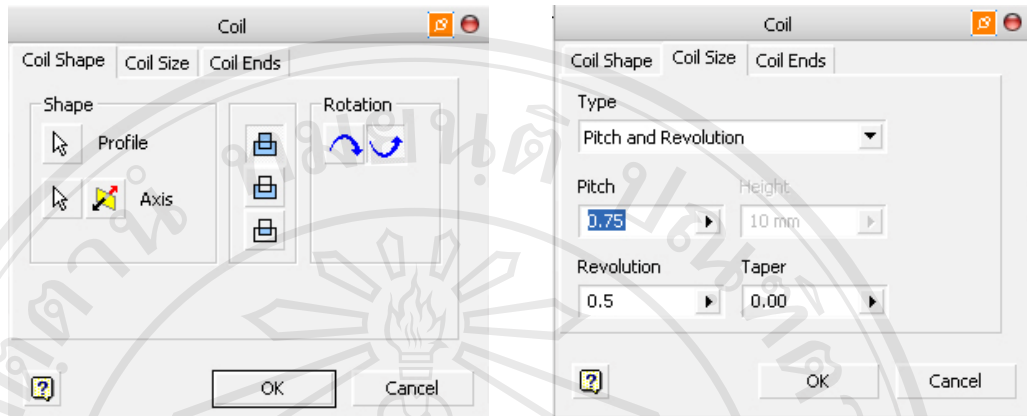 Coil
Coil Shape Coil Size Coil Ends
Shape
Rotation
Profile
Axis
?
OK Cancel
Coil
Coil Shape Coil Size Coil Ends
Type
Pitch and Revolution
Pitch Height
0.75 10 mm
Revolution Taper
0.5 0.00
?
OK Cancel